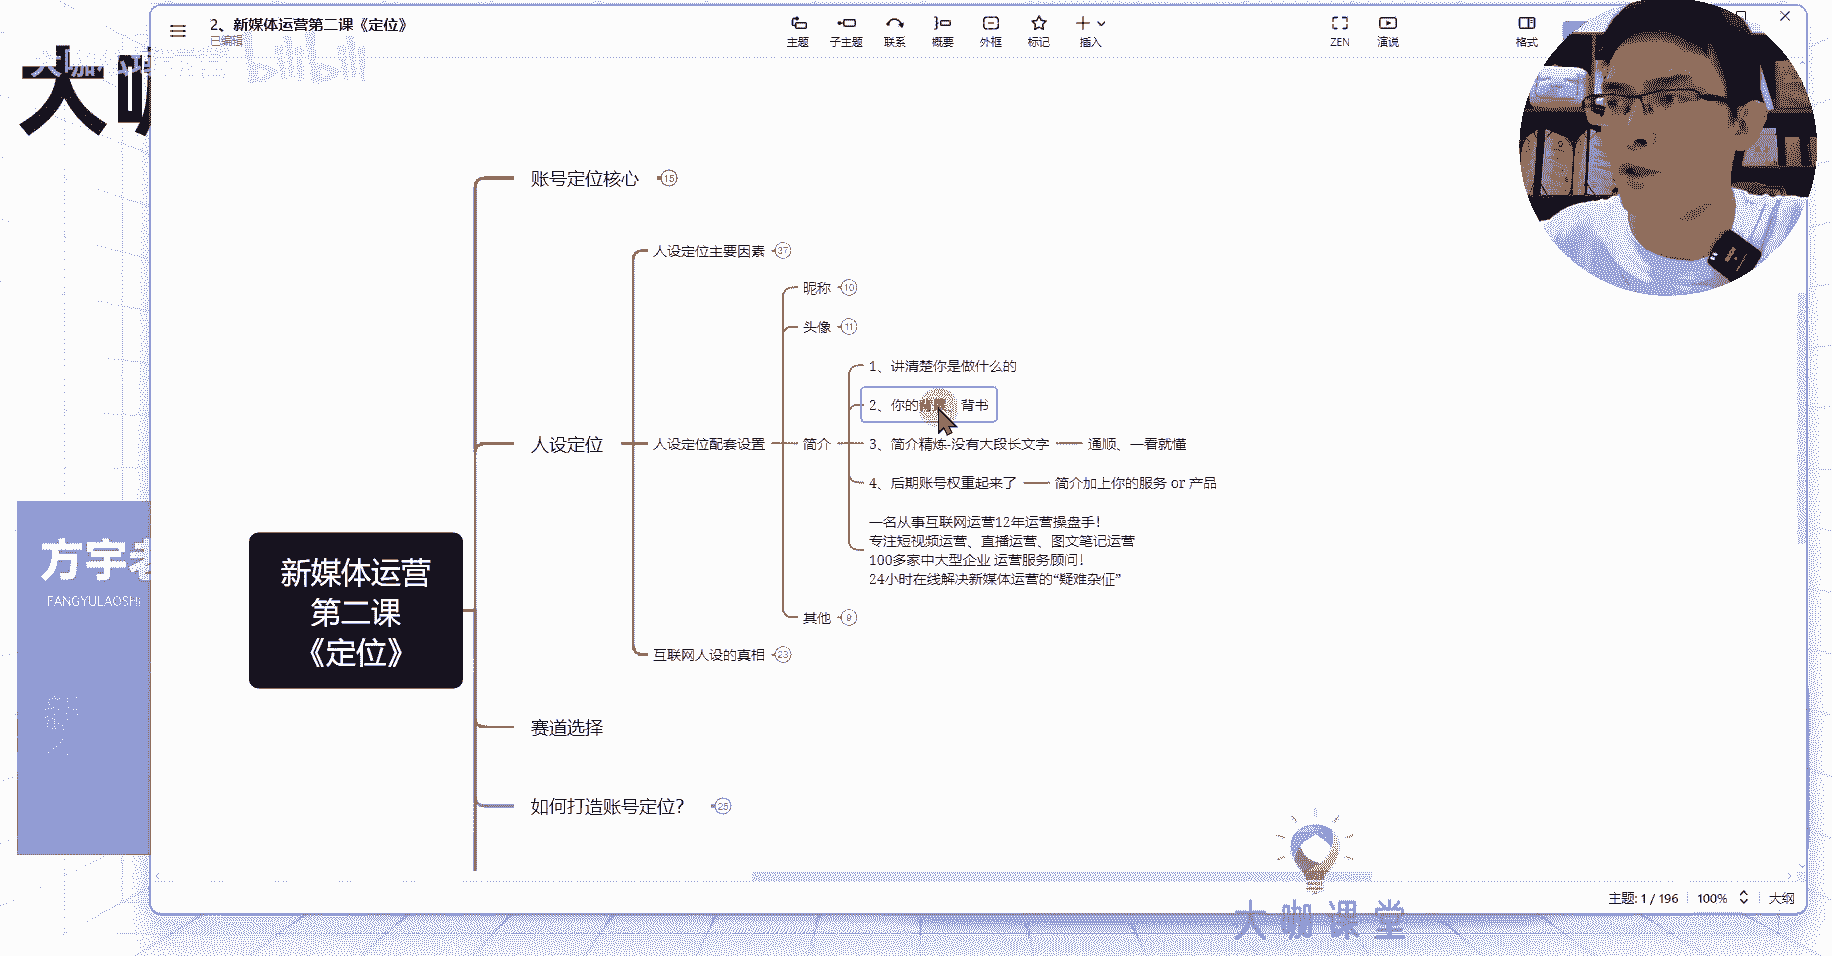 2、新媒体运营第二课《定位》
已编辑
主题
子主题
联系
概要
外框
标记
插入
ZEN
演说
格式
大咖
bilibili
账号定位核心 15
人设定位主要因素 37
昵称 10
头像 11
1、讲清楚你是做什么的
2、你的背景、背书
人设定位
人设定位配套设置
简介
3、简介精炼-没有大段长文字
通顺、一看就懂
4、后期账号权重起来了
简介加上你的服务 or 产品
一名从事互联网运营12年运营操盘手！
专注短视频运营、直播运营、图文笔记运营
100多家中大型企业 运营服务顾问！
24小时在线解决新媒体运营的“疑难杂征”
其他 9
互联网人设的真相 23
新媒体运营
第二课
《定位》
方宇老
FANGYULAOSHI
赛道选择
如何打造账号定位？ 25
主题: 1 / 196
100%
大纲
大咖课堂